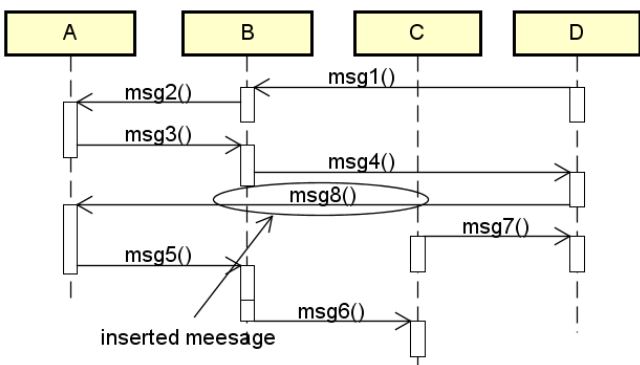 A B C D
msg1()
msg2()
msg3()
msg4()
msg8()
msg7()
msg5()
msg6()
inserted meesage